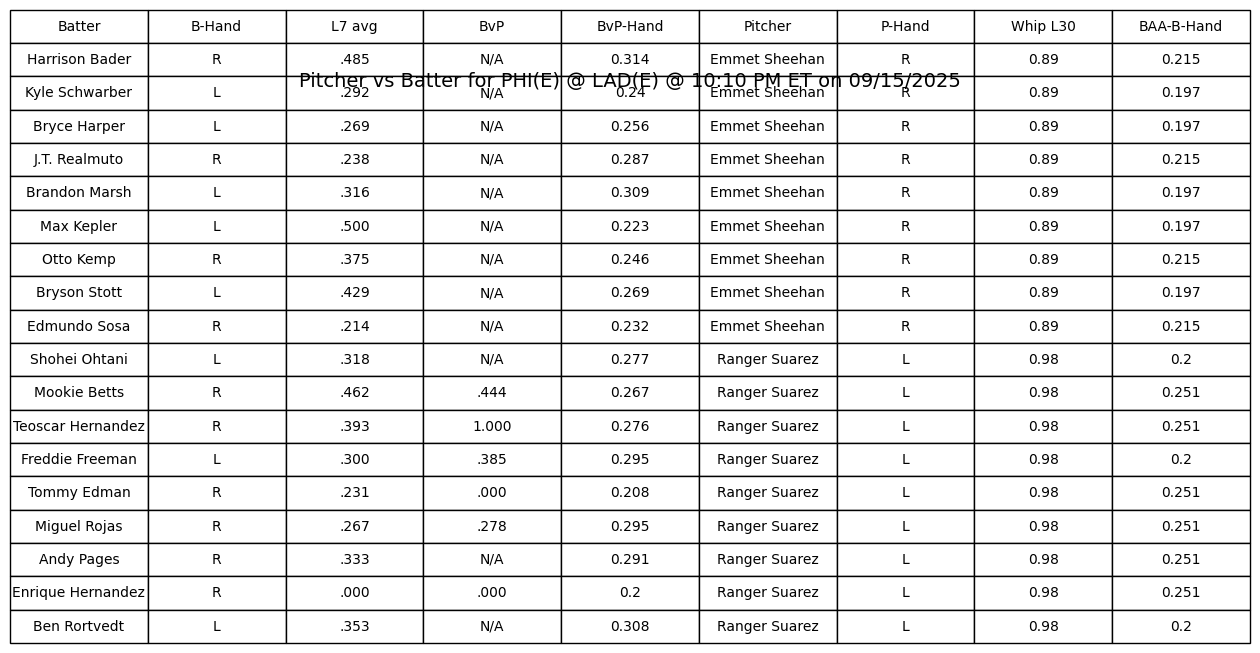 Batter B-Hand L7 avg BvP BvP-Hand Pitcher P-Hand Whip L30 BAA-B-Hand
Harrison Bader R .485 N/A 0.314 Emmet Sheehan R 0.89 0.215
Pitcher vs Batter for PHI(E) @ LAD(E) @ 10:10 PM ET on 09/15/2025
Kyle Schwarber L .292 N/A 0.24 Emmet Sheehan R 0.89 0.197
Bryce Harper L .269 N/A 0.256 Emmet Sheehan R 0.89 0.197
J.T. Realmuto R .238 N/A 0.287 Emmet Sheehan R 0.89 0.215
Brandon Marsh L .316 N/A 0.309 Emmet Sheehan R 0.89 0.197
Max Kepler L .500 N/A 0.223 Emmet Sheehan R 0.89 0.197
Otto Kemp R .375 N/A 0.246 Emmet Sheehan R 0.89 0.215
Bryson Stott L .429 N/A 0.269 Emmet Sheehan R 0.89 0.197
Edmundo Sosa R .214 N/A 0.232 Emmet Sheehan R 0.89 0.215
Shohei Ohtani L .318 N/A 0.277 Ranger Suarez L 0.98 0.2
Mookie Betts R .462 .444 0.267 Ranger Suarez L 0.98 0.251
Teoscar Hernandez R .393 1.000 0.276 Ranger Suarez L 0.98 0.251
Freddie Freeman L .300 .385 0.295 Ranger Suarez L 0.98 0.2
Tommy Edman R .231 .000 0.208 Ranger Suarez L 0.98 0.251
Miguel Rojas R .267 .278 0.295 Ranger Suarez L 0.98 0.251
Andy Pages R .333 N/A 0.291 Ranger Suarez L 0.98 0.251
Enrique Hernandez R .000 .000 0.2 Ranger Suarez L 0.98 0.251
Ben Rortvedt L .353 N/A 0.308 Ranger Suarez L 0.98 0.2